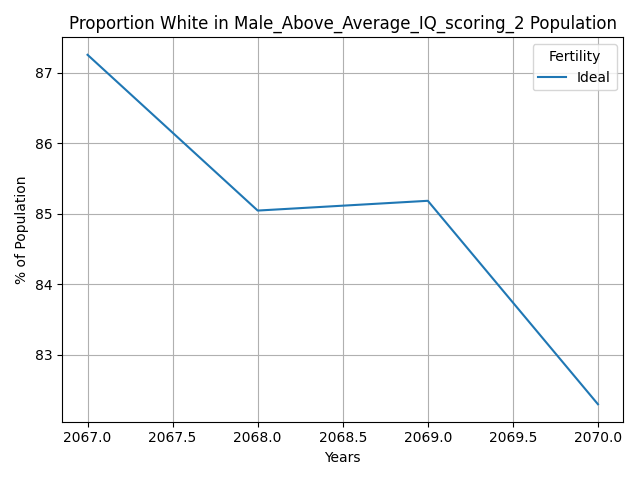 Proportion White in Male_Above_Average_IQ_scoring_2 Population
Fertility
Ideal
87
86
85
84
83
% of Population
2067.0 2067.5 2068.0 2068.5 2069.0 2069.5 2070.0
Years